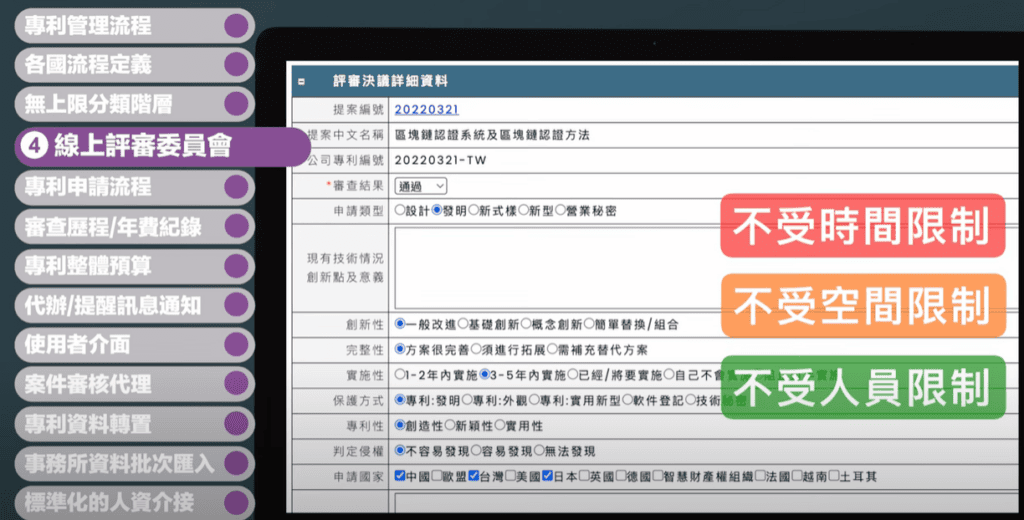 專利管理流程
各國流程定義
無上限分類階層
4 線上評審委員會
專利申請流程
審查歷程/年費紀錄
專利整體預算
代辦/提醒訊息通知
使用者介面
案件審核代理
專利資料轉置
事務所資料批次匯入
標準化的人資介接
評審決議詳細資料
提案編號 20220321
提案中文名稱 區塊鏈認證系統及區塊鏈認證方法
公司專利編號 20220321-TW
*審查結果 通過
申請類型 設計 發明 新式樣 新型 營業秘密
現有技術情況
創新點及意義
創新性 一般改進 基礎創新 概念創新 簡單替換/組合
完整性 方案很完善 須進行拓展 需補充替代方案
實施性 1-2年內實施 3-5年內實施 已經/將要實施 自己不會
保護方式 專利:發明 專利:外觀 專利:實用新型 軟件登記 技術
專利性 創造性 新穎性 實用性
判定侵權 不容易發現 容易發現 無法發現
申請國家 中國 歐盟 台灣 美國 日本 英國 德國 智慧財產權組織 法國 越南 土耳其
不受時間限制
不受空間限制
不受人員限制